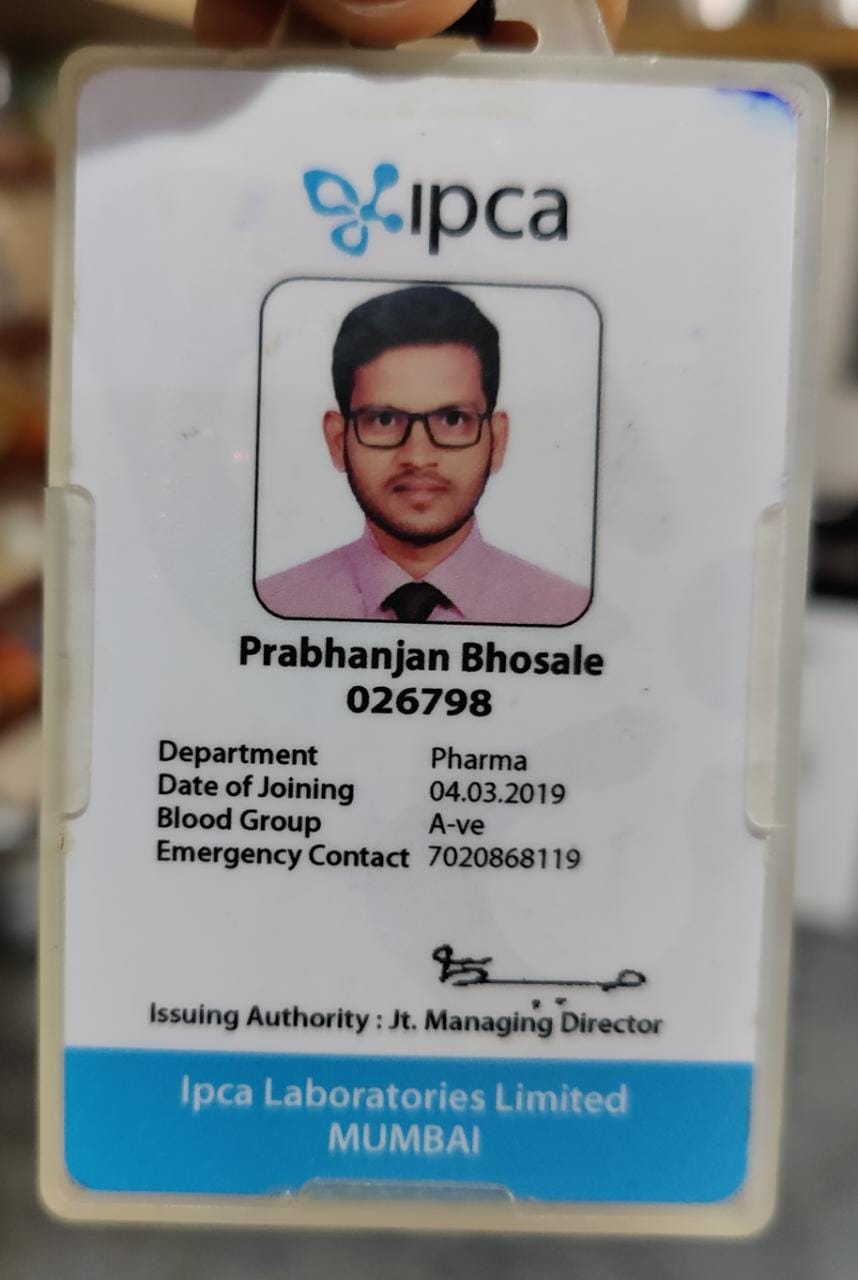 ipca
Prabhanjan Bhosale
026798
Department Pharma
Date of Joining 04.03.2019
Blood Group A-ve
Emergency Contact 7020868119
Issuing Authority : Jt. Managing Director
Ipca Laboratories Limited
MUMBAI